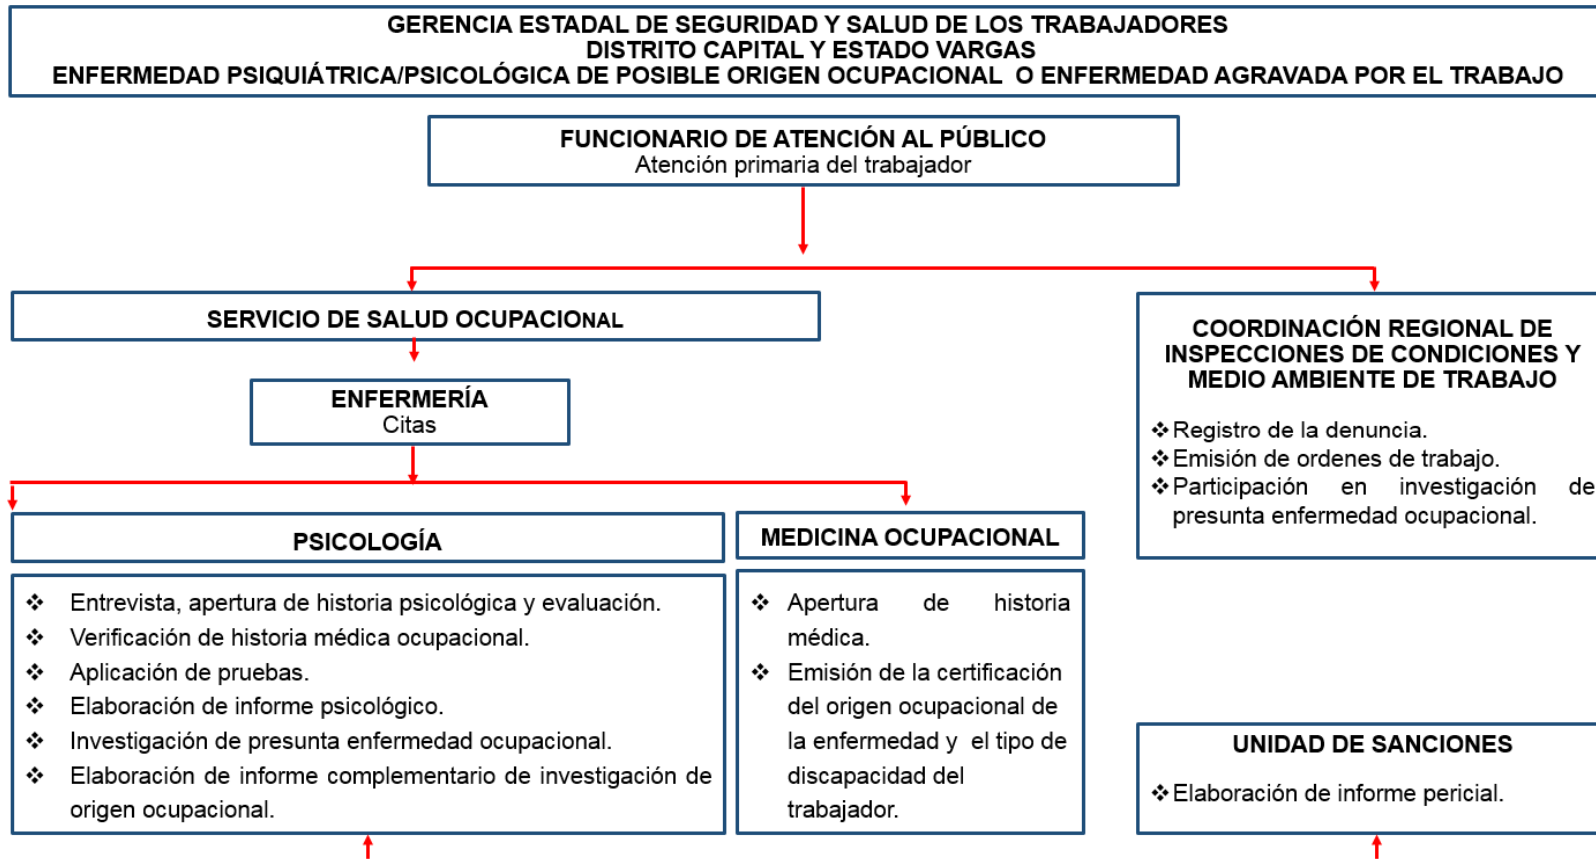 GERENCIA ESTADAL DE SEGURIDAD Y SALUD DE LOS TRABAJADORES
DISTRITO CAPITAL Y ESTADO VARGAS
ENFERMEDAD PSIQUIÁTRICA/PSICOLÓGICA DE POSIBLE ORIGEN OCUPACIONAL O ENFERMEDAD AGRAVADA POR EL TRABAJO
FUNCIONARIO DE ATENCIÓN AL PÚBLICO
Atención primaria del trabajador
SERVICIO DE SALUD OCUPACIONAL
ENFERMERÍA
Citas
COORDINACIÓN REGIONAL DE
INSPECCIONES DE CONDICIONES Y
MEDIO AMBIENTE DE TRABAJO
❖ Registro de la denuncia.
❖ Emisión de ordenes de trabajo.
❖ Participación en investigación de
presunta enfermedad ocupacional.
PSICOLOGÍA
❖ Entrevista, apertura de historia psicológica y evaluación.
❖ Verificación de historia médica ocupacional.
❖ Aplicación de pruebas.
❖ Elaboración de informe psicológico.
❖ Investigación de presunta enfermedad ocupacional.
❖ Elaboración de informe complementario de investigación de
origen ocupacional.
MEDICINA OCUPACIONAL
❖ Apertura de historia
médica.
❖ Emisión de la certificación
del origen ocupacional de
la enfermedad y el tipo de
discapacidad del
trabajador.
UNIDAD DE SANCIONES
❖ Elaboración de informe pericial.